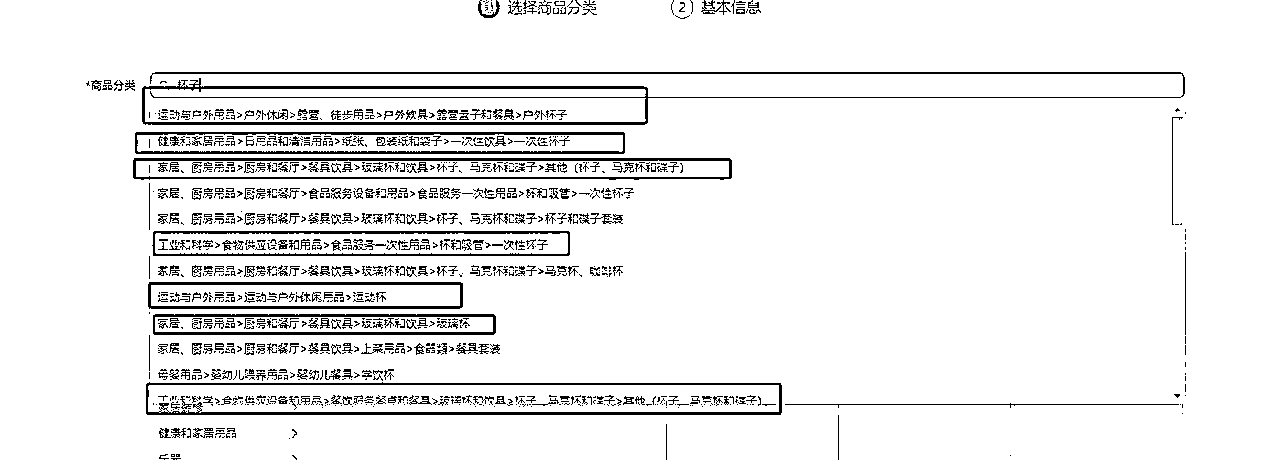 1 选择商品分类 2 基本信息
*商品分类 杯子
运动与户外用品>户外休闲>露营、徒步用品>户外炊具>露营盒子和餐具>户外杯子
健康和家居用品>日用品和清洁用品>纸张、包装纸和袋子>一次性饮具>一次性杯子
家居、厨房用品>厨房和餐厅>餐具饮具>玻璃杯和饮具>杯子、马克杯和碟子>其他（杯子、马克杯和碟子）
家居、厨房用品>厨房和餐厅>食品服务设备和用品>食品服务一次性用品>杯和吸管>一次性杯子
家居、厨房用品>厨房和餐厅>餐具饮具>玻璃杯和饮具>杯子、马克杯和碟子>杯子和碟子套装
工业和科学>食物供应设备和用品>食品服务一次性用品>杯和吸管>一次性杯子
家居、厨房用品>厨房和餐厅>餐具饮具>玻璃杯和饮具>杯子、马克杯和碟子>马克杯、咖啡杯
运动与户外用品>运动与户外休闲用品>运动杯
家居、厨房用品>厨房和餐厅>餐具饮具>玻璃杯和饮具>玻璃杯
家居、厨房用品>厨房和餐厅>餐具饮具>上菜用品>食器類>餐具套装
母婴用品>婴幼儿喂养用品>婴幼儿餐具>学饮杯
工业和科学>食物供应设备和用品>餐饮服务餐桌和餐具>玻璃杯和饮具>杯子、马克杯和碟子>其他（杯子、马克杯和碟子）
家居装修 >
健康和家居用品 >
乐器